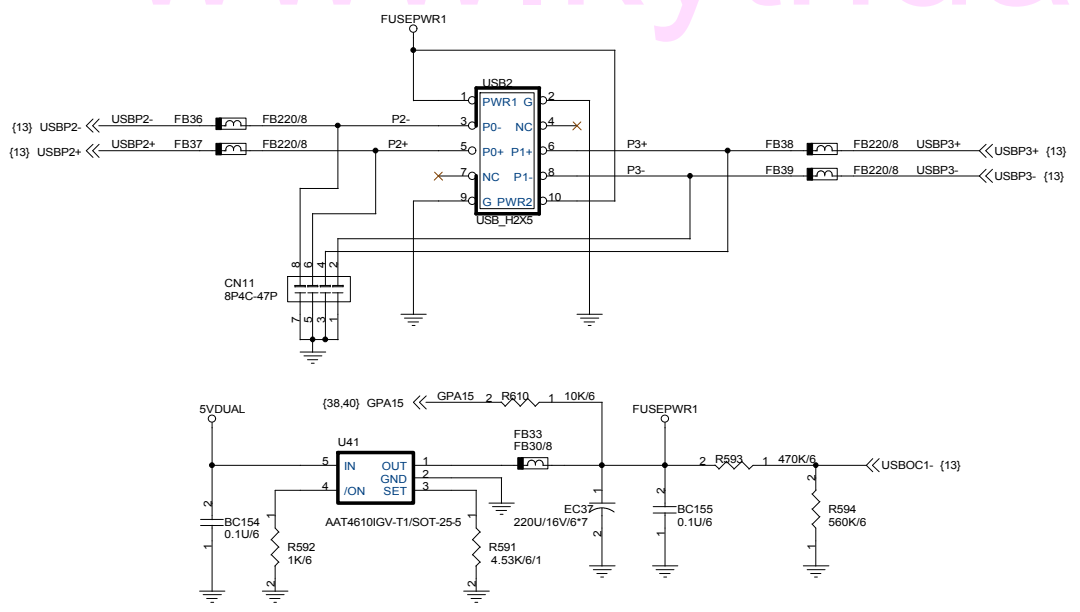 FUSEPWR1
USB2
1 PWR1 G 2
{13} USBP2- USBP2- FB36 FB220/8 P2- 3 P0- NC 4
{13} USBP2+ USBP2+ FB37 FB220/8 P2+ 5 P0+ P1+ 6 P3+ FB38 FB220/8 USBP3+ USBP3+ {13}
7 NC P1- 8 P3- FB39 FB220/8 USBP3- USBP3- {13}
9 G PWR2 10
USB_H2X5
8 6 4 2
CN11
8P4C-47P
7 5 3 1
5VDUAL
{38,40} GPA15 GPA15 2 R610 1 10K/6
FUSEPWR1
U41
FB33
FB30/8
5 IN OUT 1
GND 2
4 /ON SET 3
2 R593 1 470K/6 USBOC1- {13}
AAT4610IGV-T1/SOT-25-5
2
BC154
0.1U/6
1
1
R592
1K/6
2
1
R591
4.53K/6/1
2
1
EC37
220U/16V/6*7
2
2
BC155
0.1U/6
1
2
R594
560K/6
1